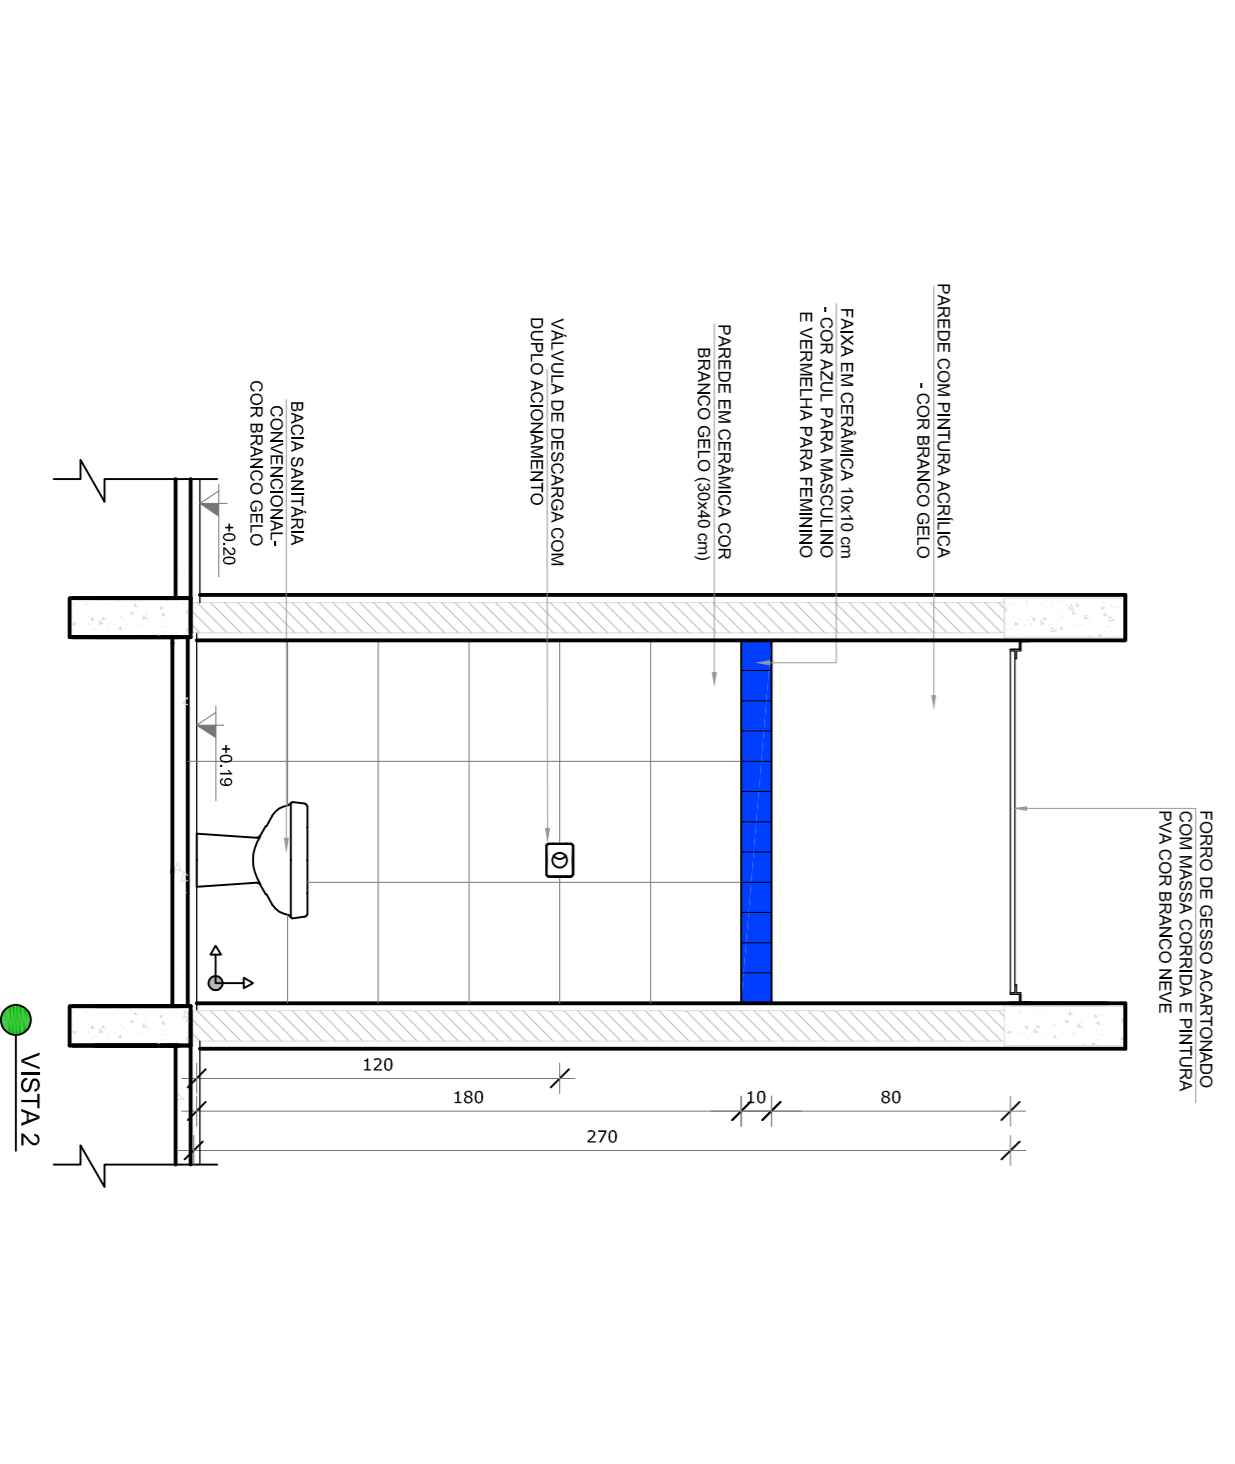 FORRO DE GESSO ACARTONADO
COM MASSA CORRIDA E PINTURA
PVA COR BRANCO NEVE
PAREDE COM PINTURA ACRÍLICA
- COR BRANCO GELO
FAIXA EM CERÂMICA 10x10 cm
- COR AZUL PARA MASCULINO
E VERMELHA PARA FEMININO
PAREDE EM CERÂMICA COR
BRANCO GELO (30x40 cm)
VÁLVULA DE DESCARGA COM
DUPLO ACIONAMENTO
BACIA SANITÁRIA
CONVENCIONAL-
COR BRANCO GELO
+0.20
+0.19
80
10
180
120
270
VISTA 2